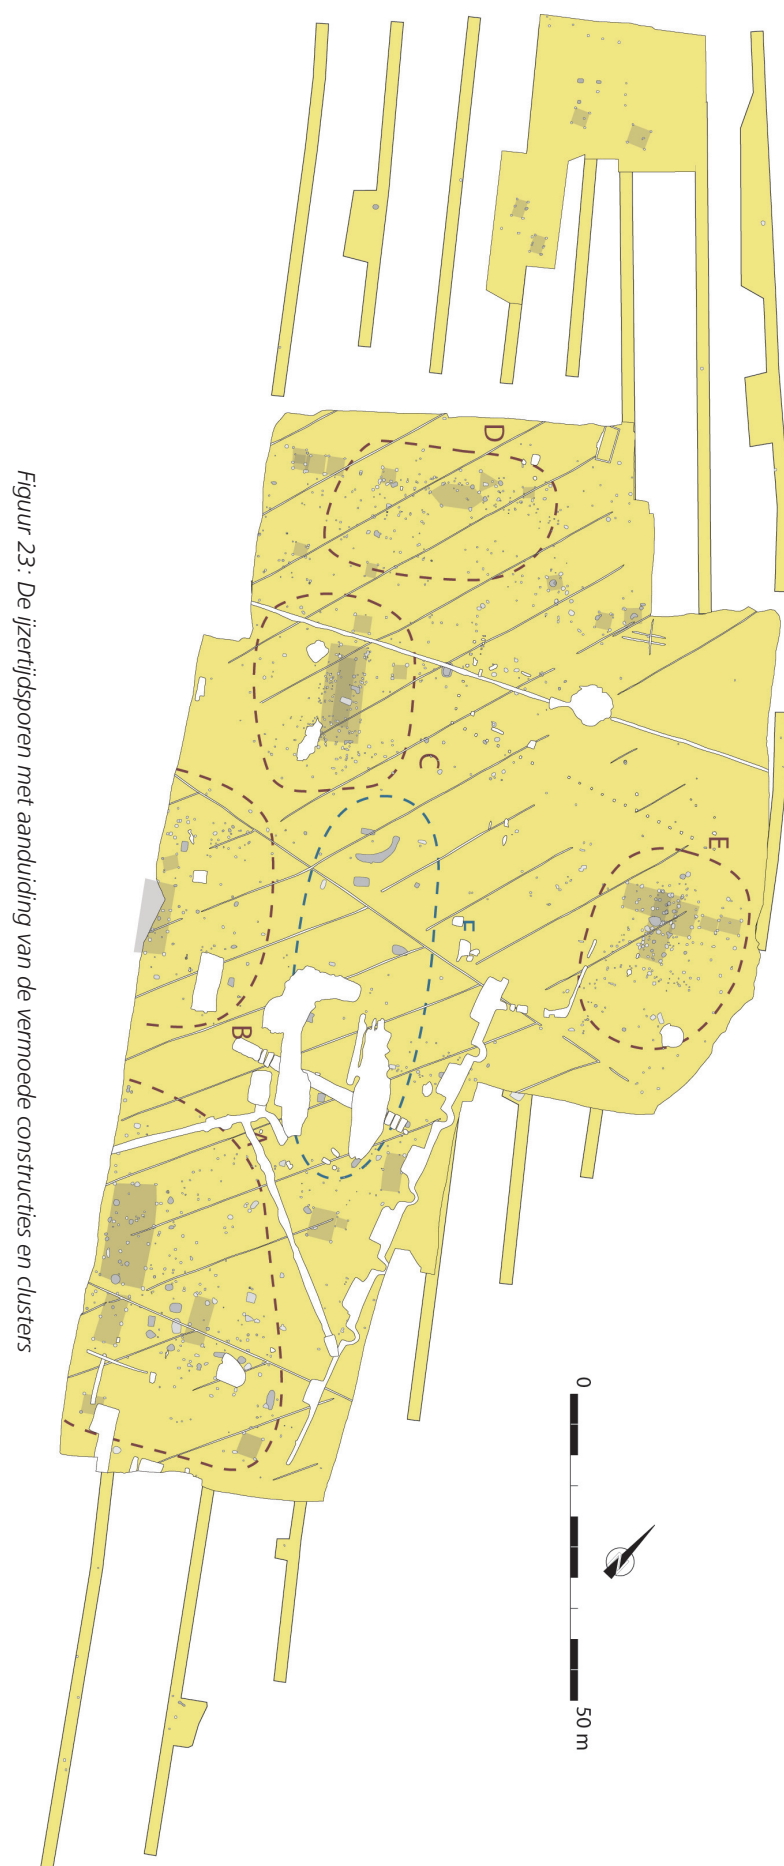 D
C
E
F
B
A
0
50 m
Figuur 23: De ijzertijdsporen met aanduiding van de vermoede constructies en clusters